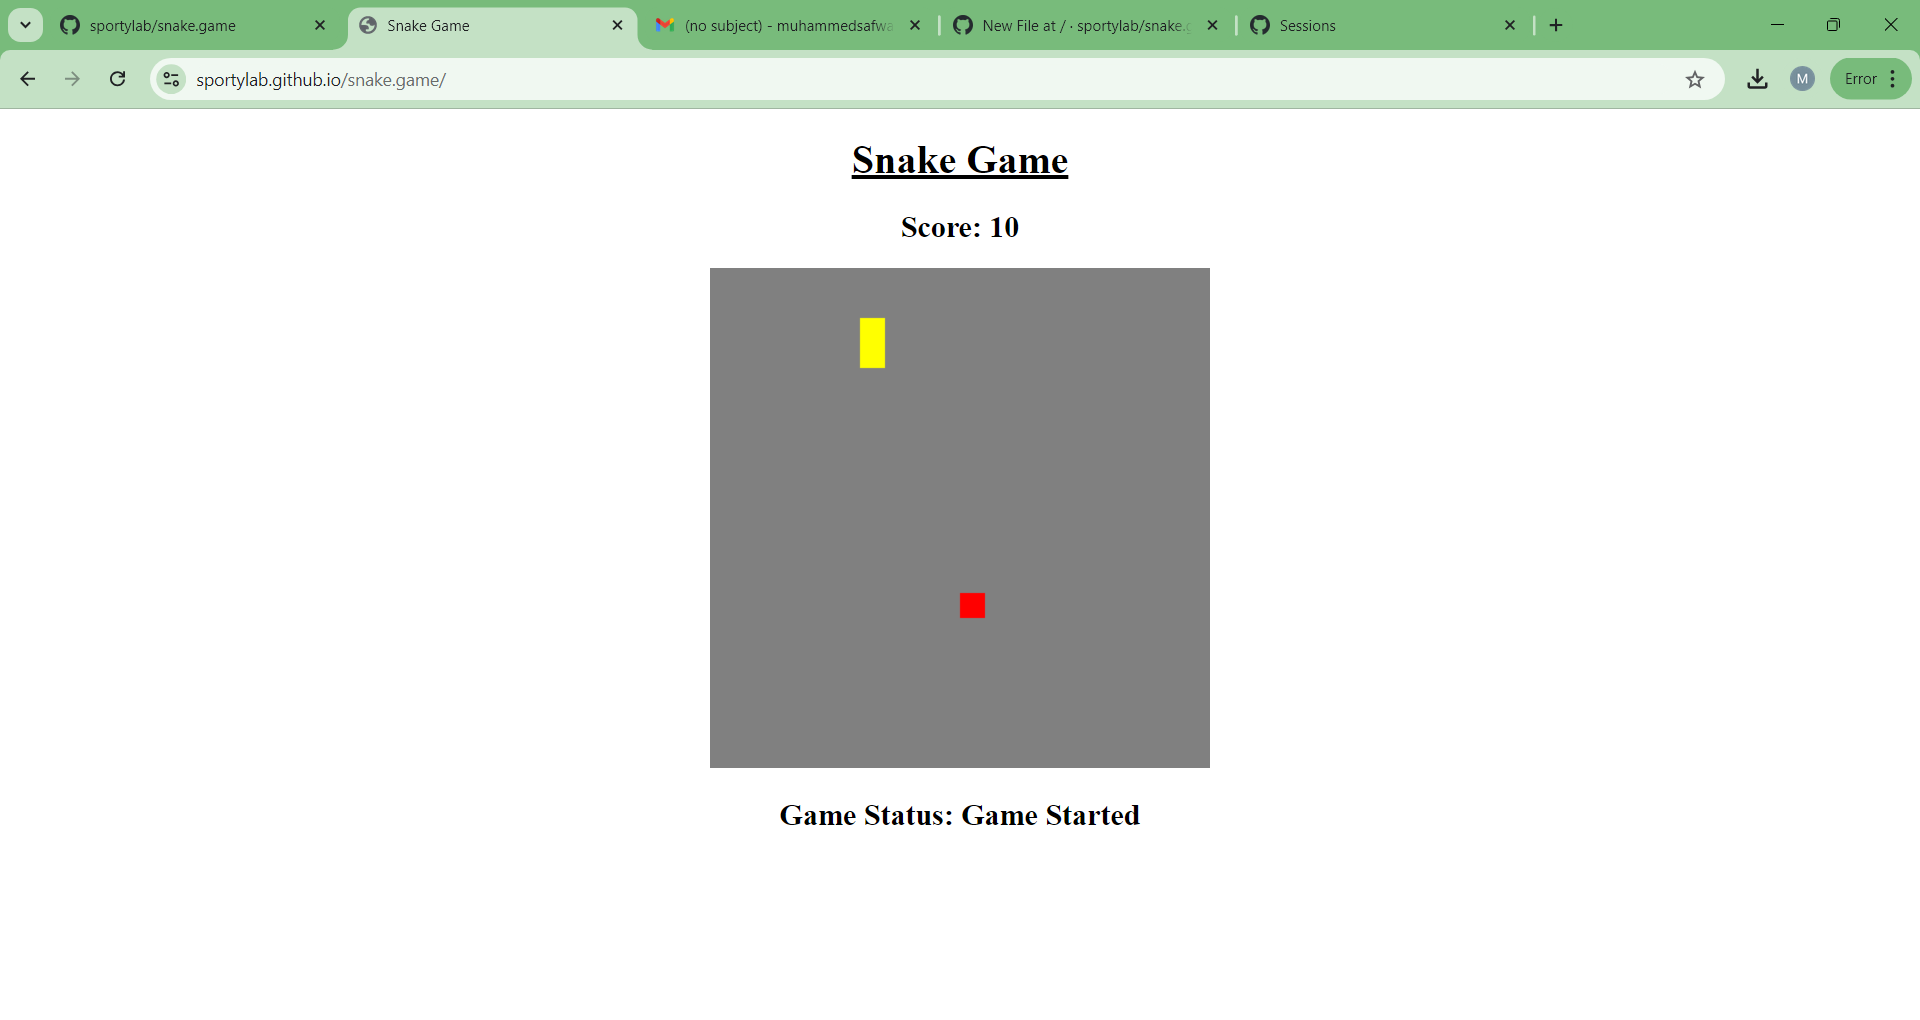 sportylab/snake.game
Snake Game
(no subject) - muhammedsafwa
New File at / · sportylab/snake.g
Sessions
sportylab.github.io/snake.game/
M
Error
Snake Game
Score: 10
Game Status: Game Started